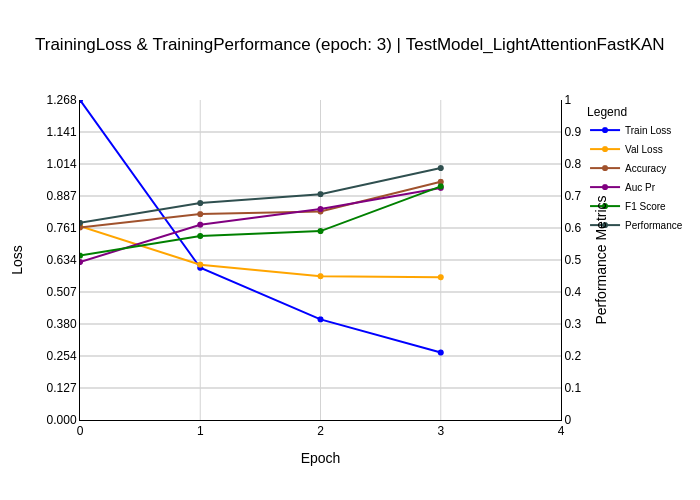 TrainingLoss & TrainingPerformance (epoch: 3) | TestModel_LightAttentionFastKAN
1.268
1.141
1.014
0.887
0.761
0.634
0.507
0.380
0.254
0.127
0.000
Loss
0
1
2
3
4
Epoch
1
0.9
0.8
0.7
0.6
0.5
0.4
0.3
0.2
0.1
0
Performance Metrics
Legend
Train Loss
Val Loss
Accuracy
Auc Pr
F1 Score
Performance